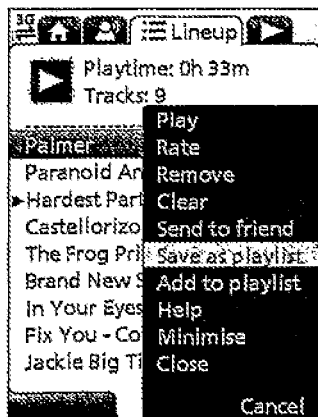 3G
Lineup
Playtime: 0h 33m
Tracks: 9
Palmer
Paranoid An
Hardest Part
Castellorizo
The Frog Pri
Brand New S
In Your Eyes
Fix You - Co
Jackie Big Ti
Play
Rate
Remove
Clear
Send to friend
Save as playlist
Add to playlist
Help
Minimise
Close
Cancel